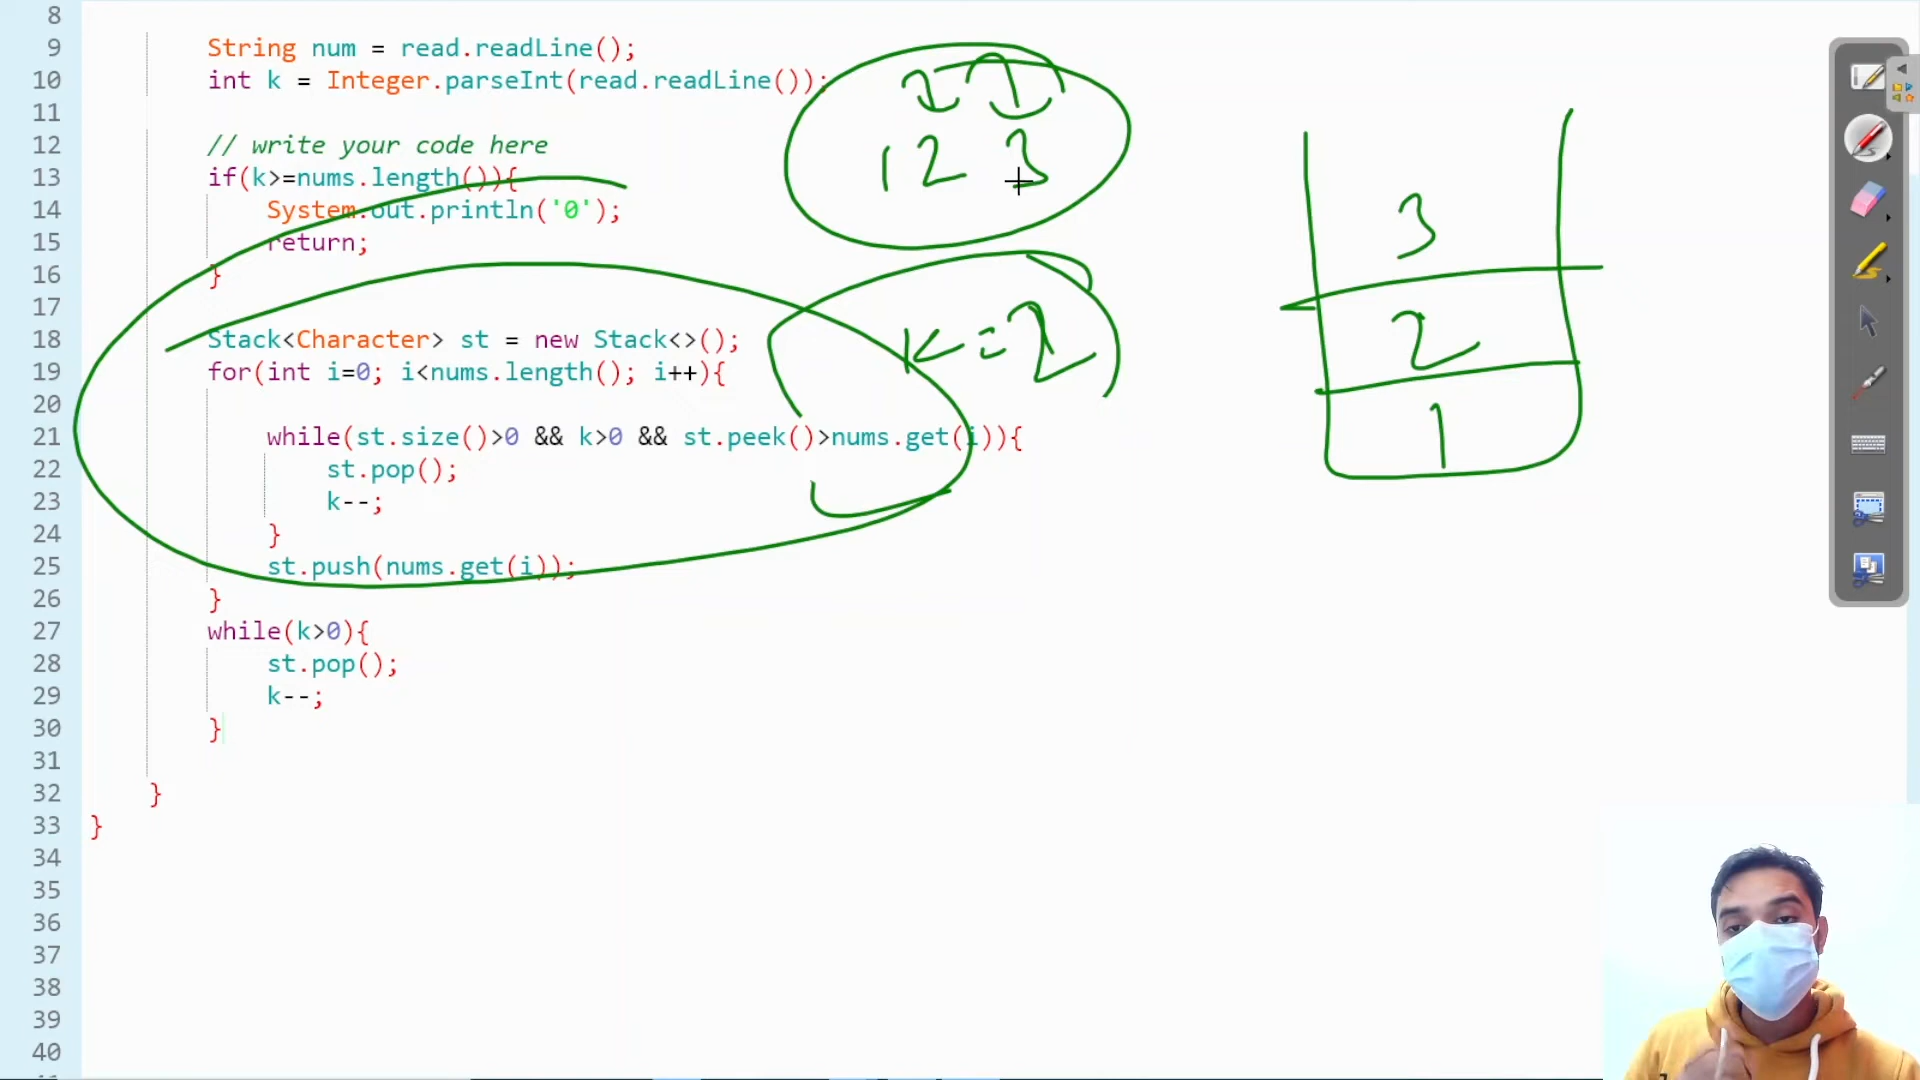 8
9 String num = read.readLine();
10 int k = Integer.parseInt(read.readLine());
11
12 // write your code here
13 if(k>=nums.length()){
14 System.out.println('0');
15 return;
16 }
17
18 Stack<Character> st = new Stack<>();
19 for(int i=0; i<nums.length(); i++){
20
21 while(st.size()>0 && k>0 && st.peek()>nums.get(i)){
22 st.pop();
23 k--;
24 }
25 st.push(nums.get(i));
26 }
27 while(k>0){
28 st.pop();
29 k--;
30 }
31
32 }
33 }
34
35
36
37
38
39
40
1 2 3
k=2
3
2
1